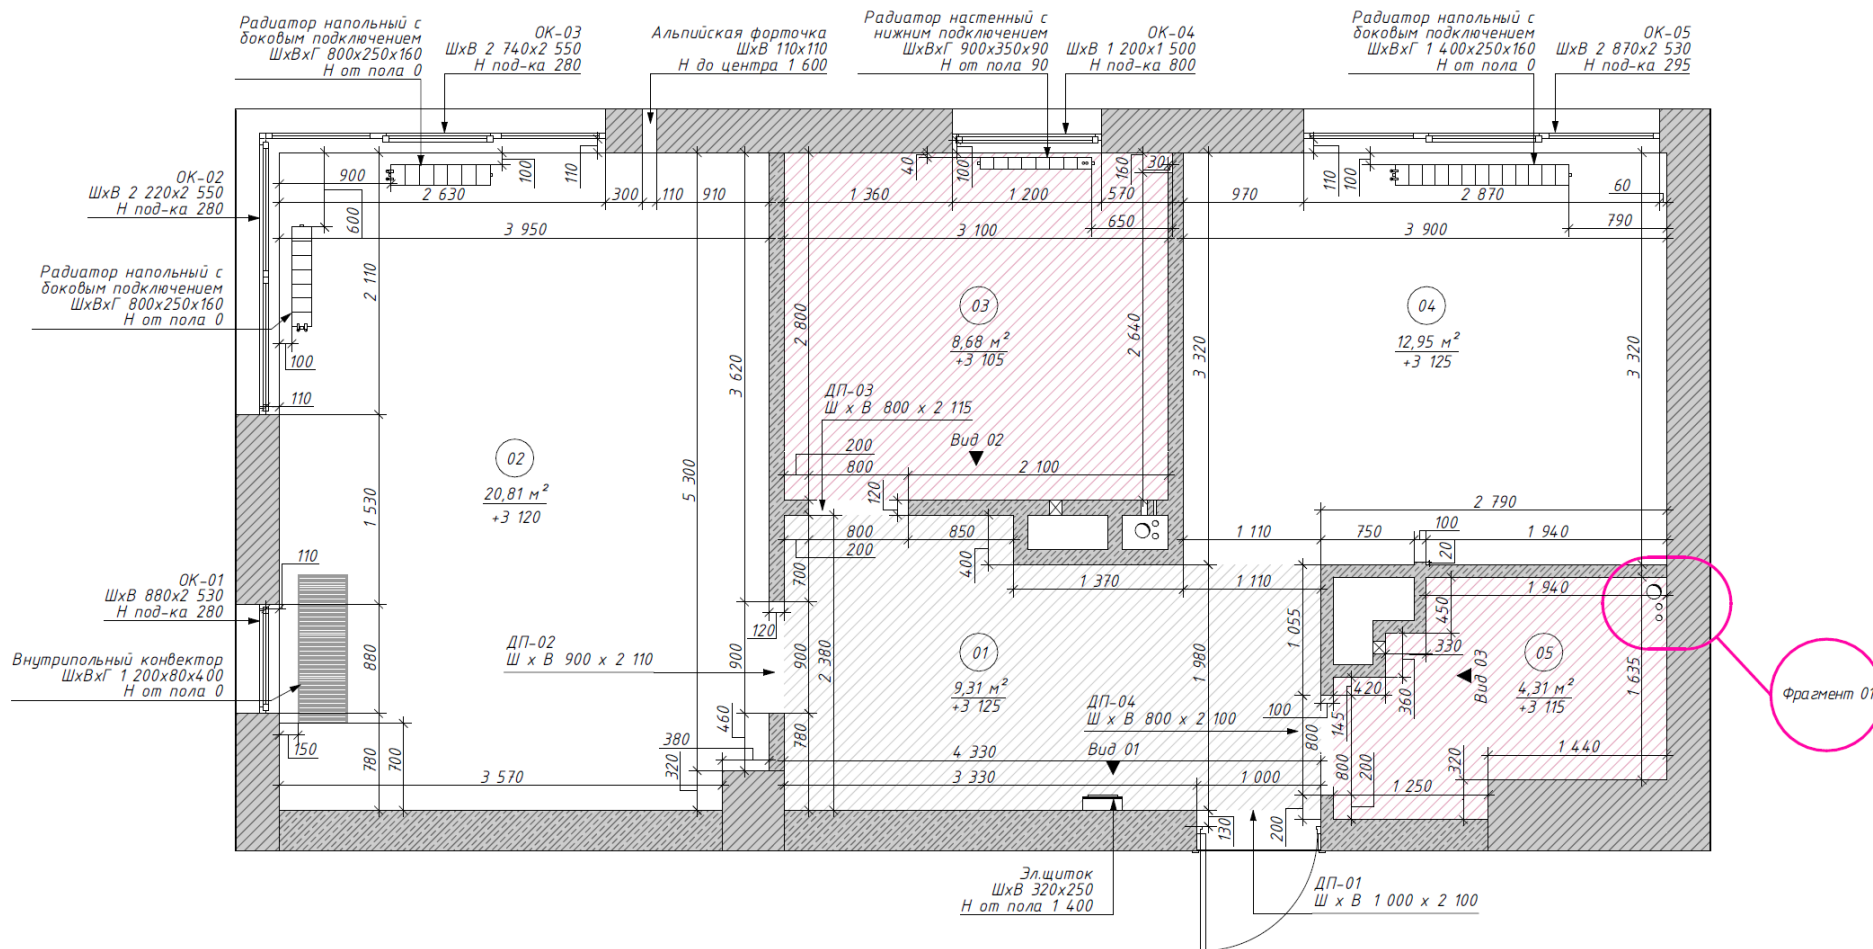 Радиатор напольный с
боковым подключением
ШхВхГ 800х250х160
Н от пола 0
ОК-03
ШхВ 2 740х2 550
Н под-ка 280
Альпийская форточка
ШхВ 110х110
Н до центра 1 600
Радиатор настенный с
нижним подключением
ШхВхГ 900х350х90
Н от пола 90
ОК-04
ШхВ 1 200х1 500
Н под-ка 800
Радиатор напольный с
боковым подключением
ШхВхГ 1 400х250х160
Н от пола 0
ОК-05
ШхВ 2 870х2 530
Н под-ка 295
ОК-02
ШхВ 2 220х2 550
Н под-ка 280
900
2 630
100
110
300
110
910
600
3 950
1 360
40
100
1 200
160
30
570
650
3 100
970
110
100
2 870
60
790
3 900
Радиатор напольный с
боковым подключением
ШхВхГ 800х250х160
Н от пола 0
2 110
100
110
3 620
2 800
03
8,68 м²
+3 105
2 640
3 320
04
12,95 м²
+3 125
3 320
ДП-03
Ш х В 800 х 2 115
Вид 02
200
800
2 100
120
02
20,81 м²
+3 120
5 300
1 530
800
850
200
400
700
1 370
1 110
1 110
2 790
750
100
20
1 940
1 940
450
330
ОК-01
ШхВ 880х2 530
Н под-ка 280
110
Внутрипольный конвектор
ШхВхГ 1 200х80х400
Н от пола 0
880
780
700
150
3 570
ДП-02
Ш х В 900 х 2 110
120
900
900
2 380
460
780
380
320
01
9,31 м²
+3 125
1 980
1 055
ДП-04
Ш х В 800 х 2 100
Вид 01
100
800
145
420
360
Вид 03
05
4,31 м²
+3 115
1 635
Фрагмент 01
4 330
3 330
1 000
800
200
1 250
320
1 440
130
200
Эл.щиток
ШхВ 320х250
Н от пола 1 400
ДП-01
Ш х В 1 000 х 2 100